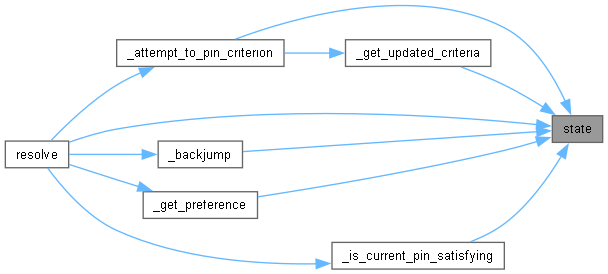 _attempt_to_pin_criterion
_get_updated_criteria
state
resolve
_backjump
_get_preference
_is_current_pin_satisfying